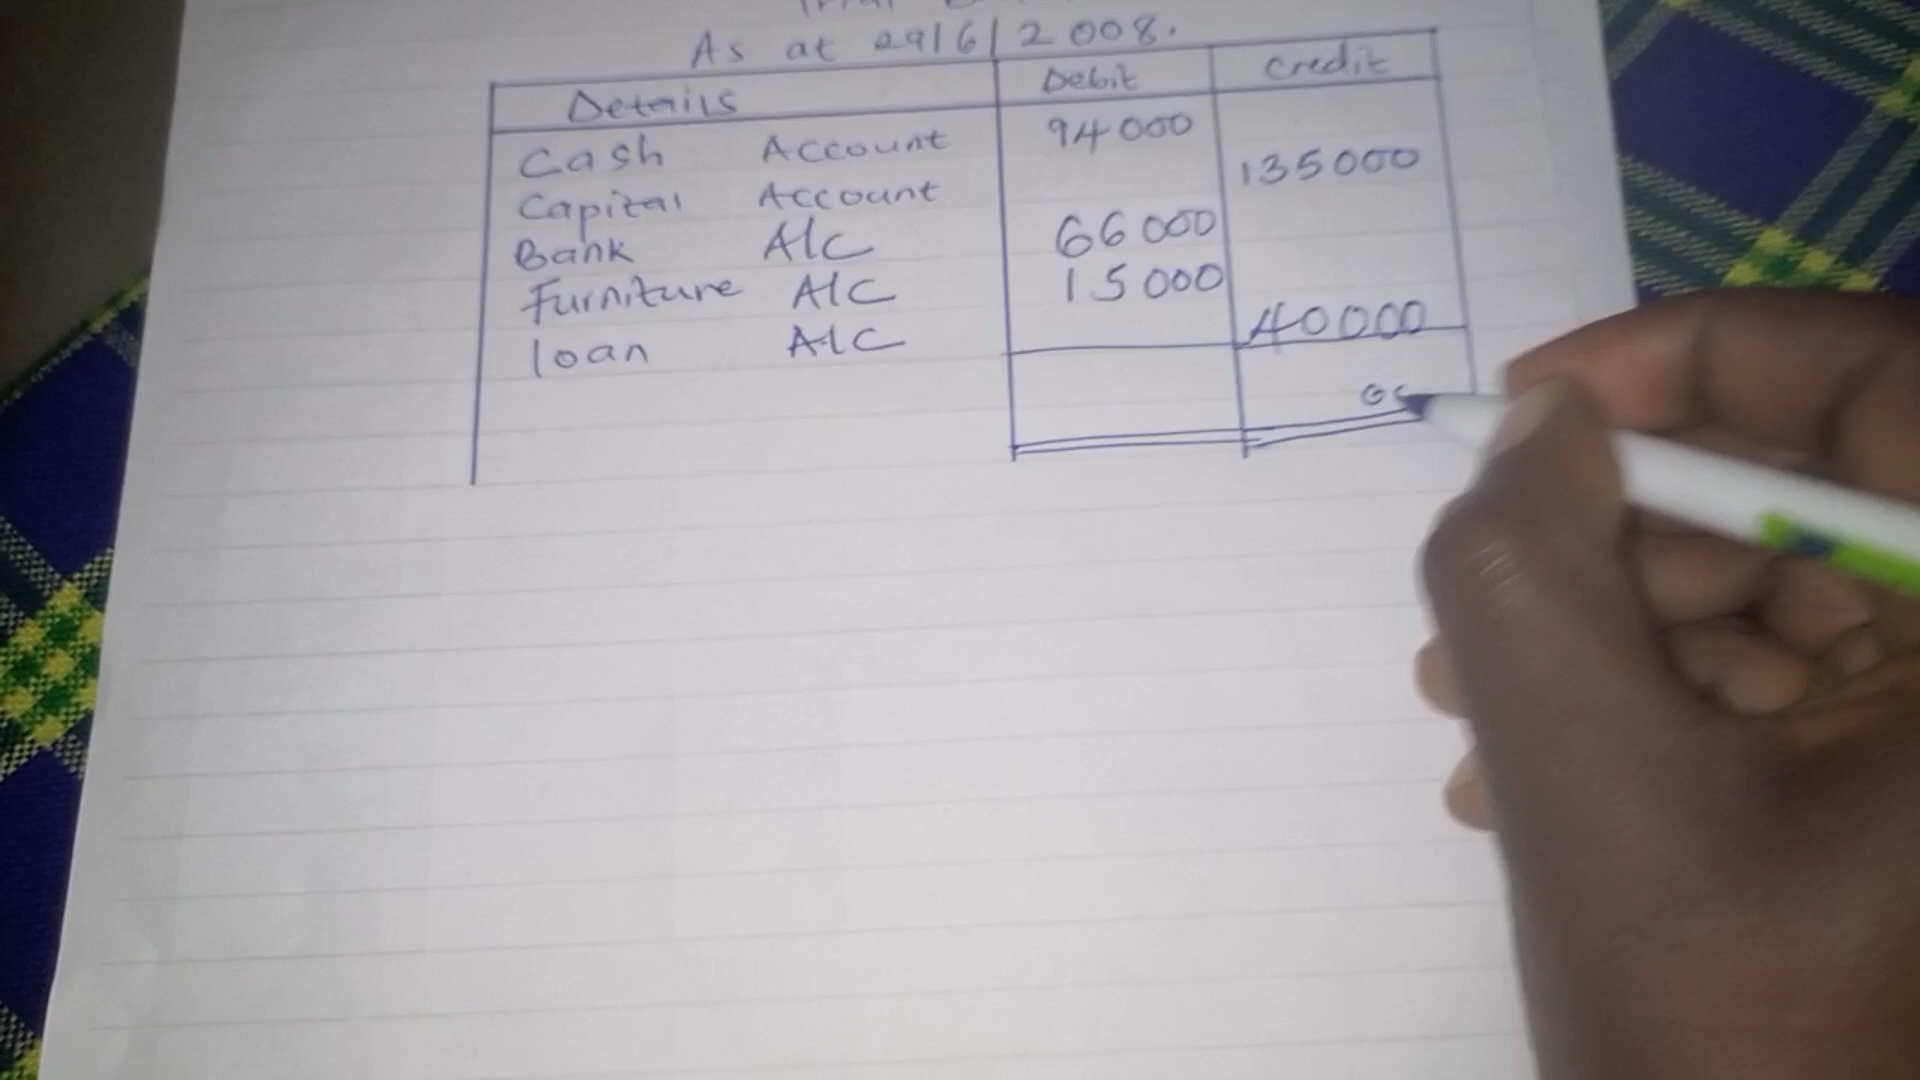 As at 29/6/2008.
Details Debit Credit
Cash Account 94000
Capital Account 135000
Bank A/C 66000
Furniture A/C 15000
loan A/C 40000